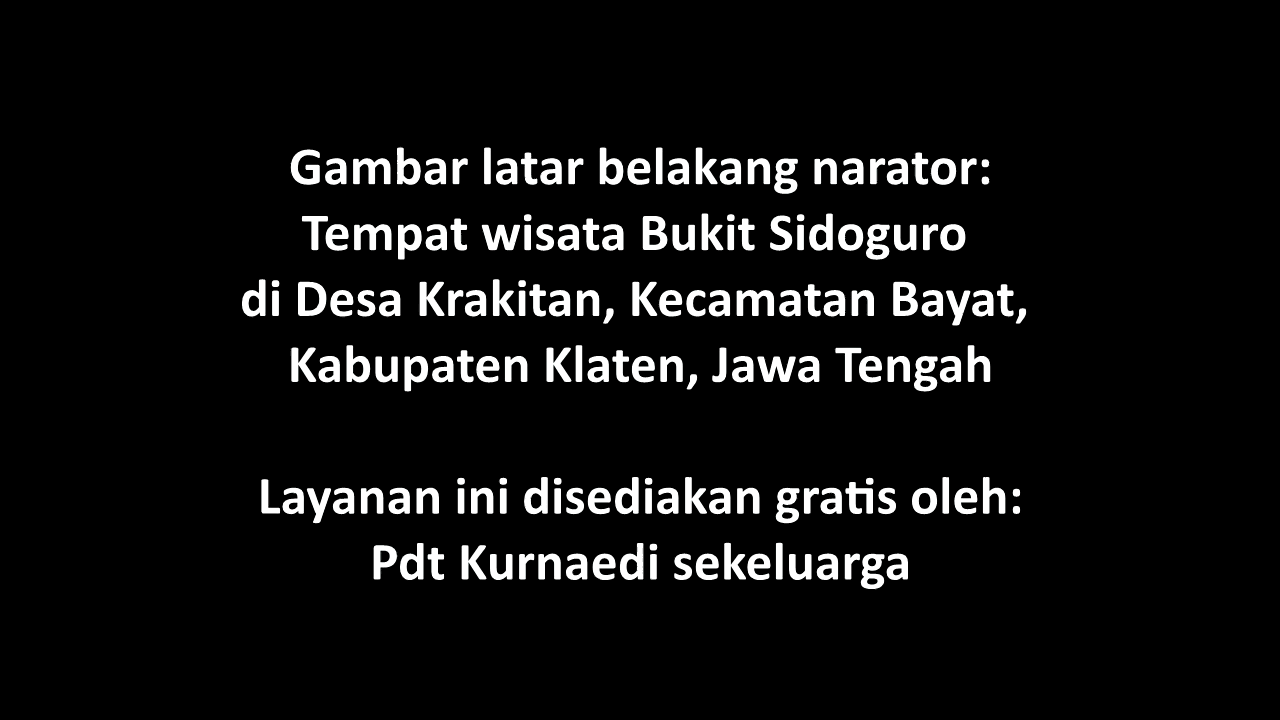 Gambar latar belakang narator:
Tempat wisata Bukit Sidoguro
di Desa Krakitan, Kecamatan Bayat,
Kabupaten Klaten, Jawa Tengah
Layanan ini disediakan gratis oleh:
Pdt Kurnaedi sekeluarga